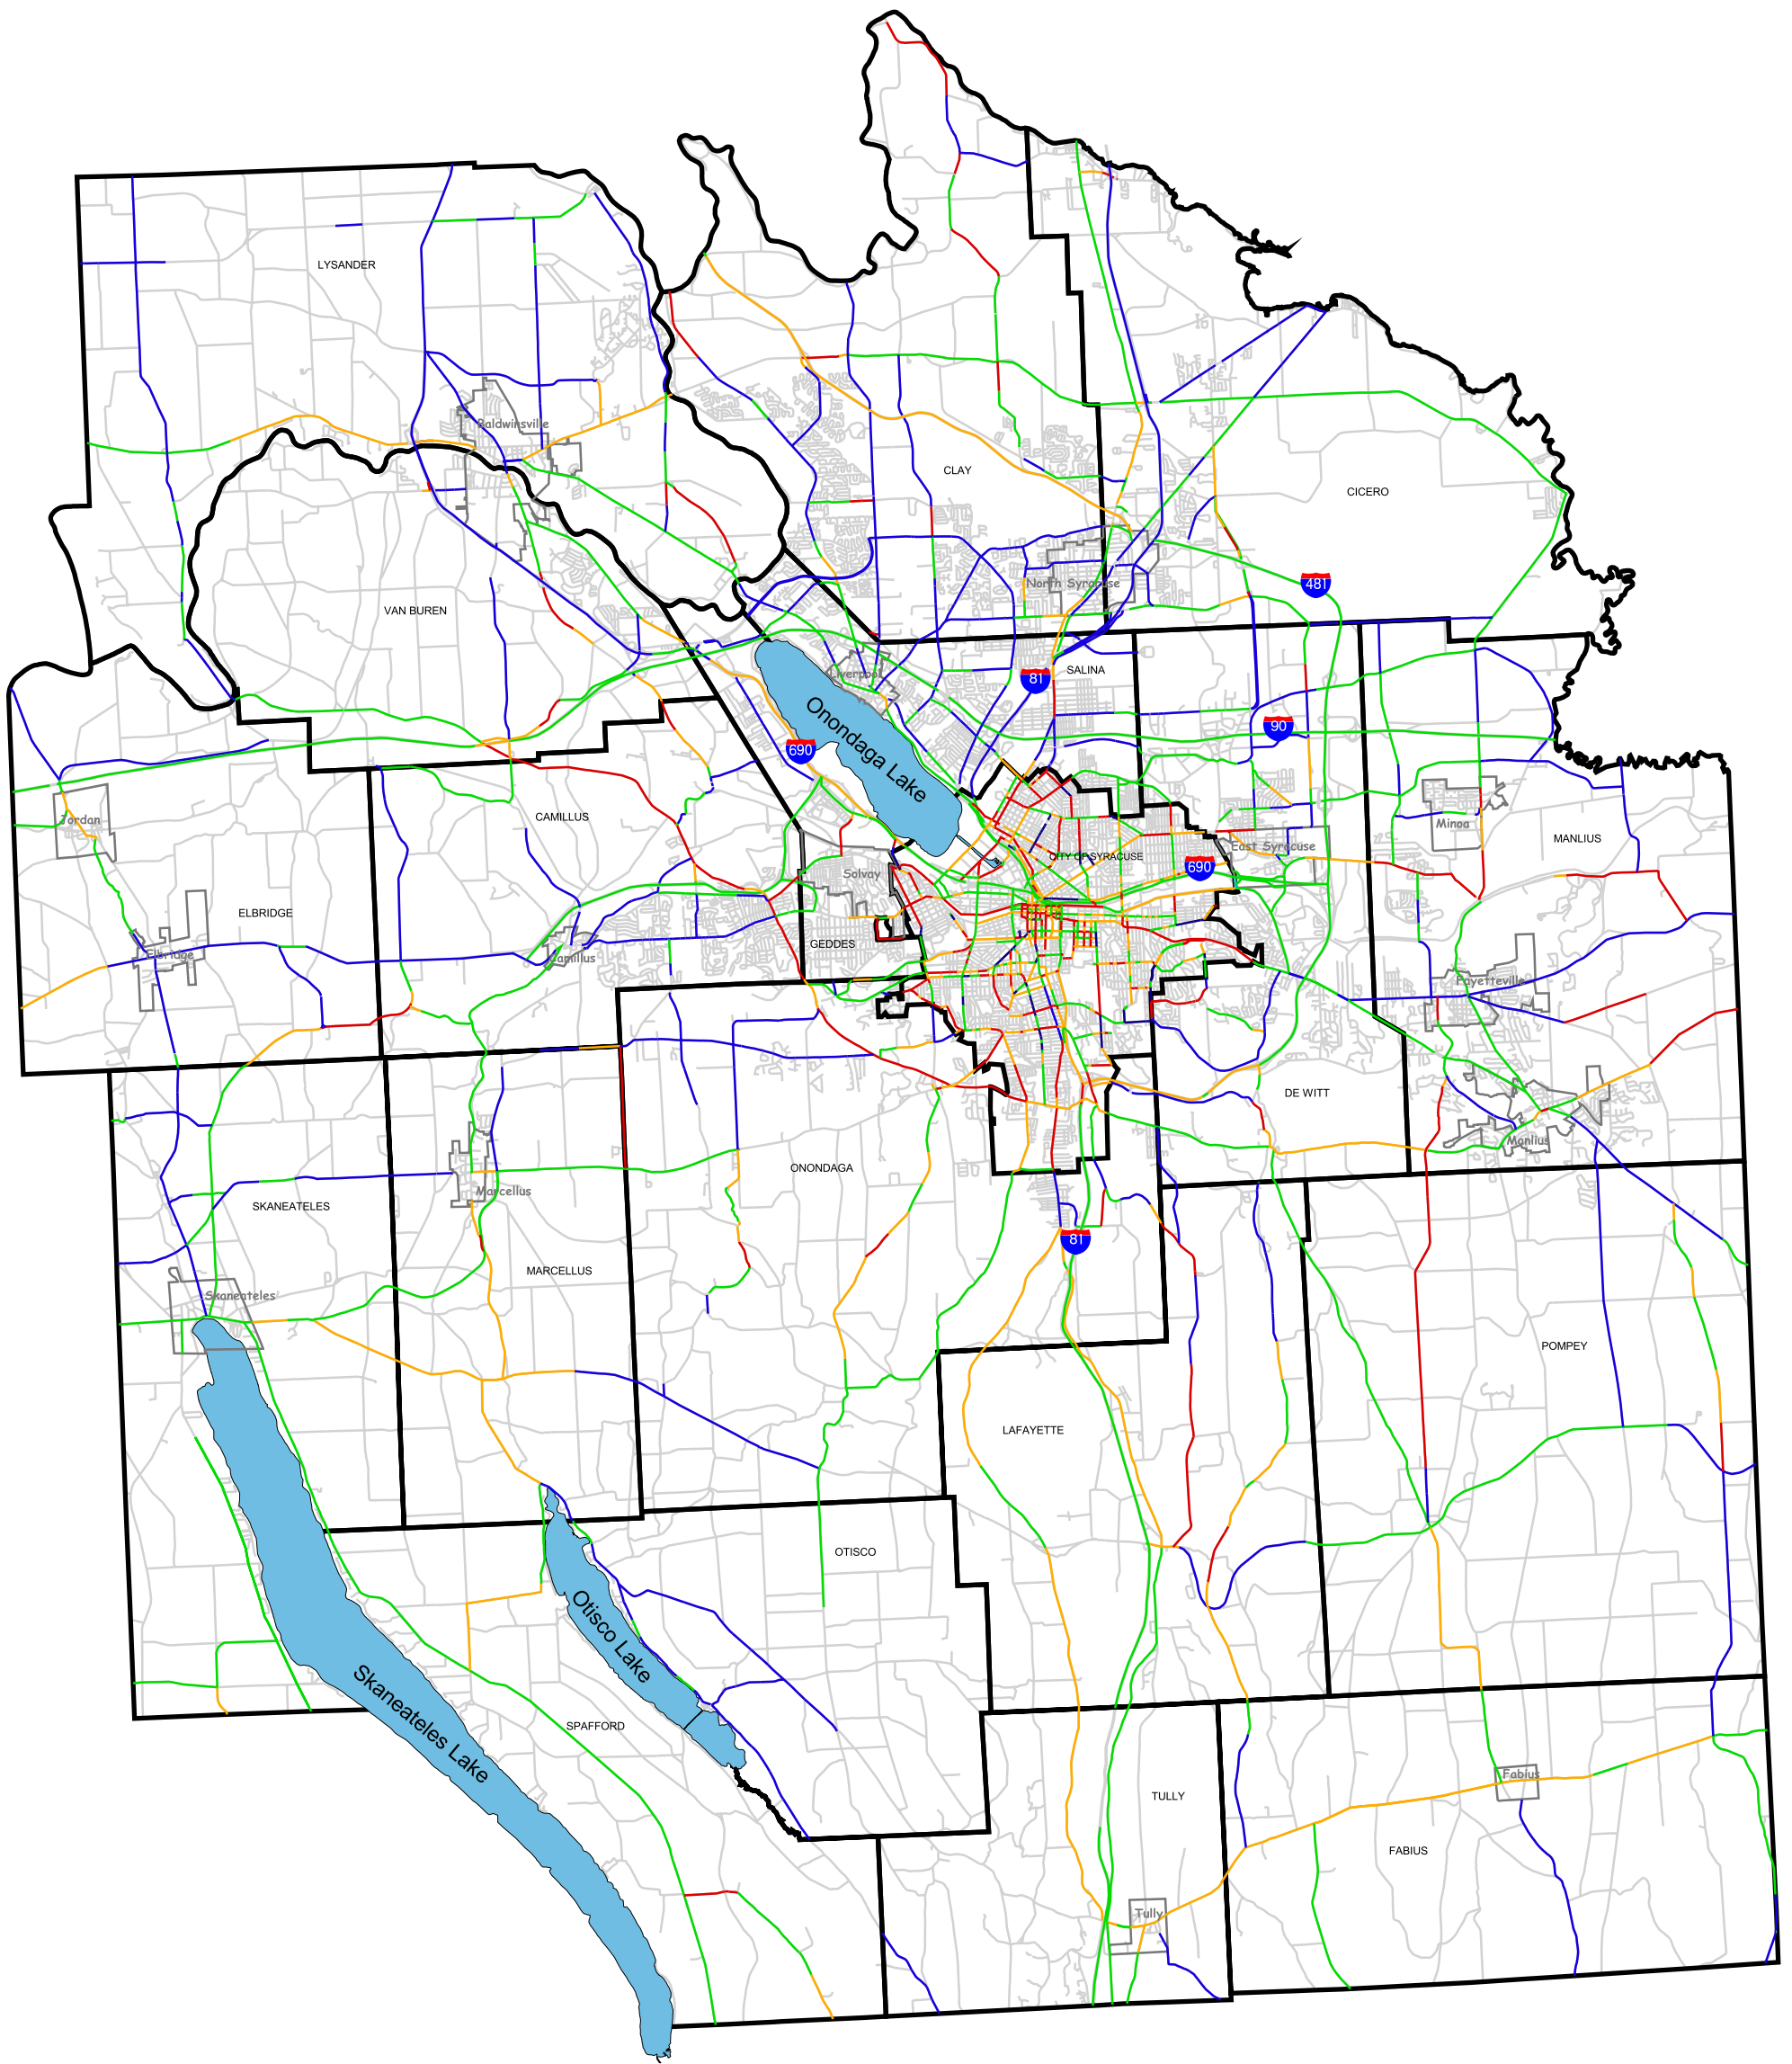 LYSANDER
Baldwinsville
CLAY
CICERO
481
North Syracuse
VAN BUREN
SALINA
81
Liverpool
90
Onondaga Lake
690
Jordan
CAMILLUS
Minoa
MANLIUS
East Syracuse
CITY OF SYRACUSE
690
Solvay
ELBRIDGE
GEDDES
Elbridge
Camillus
Fayetteville
DE WITT
Manlius
ONONDAGA
Marcellus
SKANEATELES
81
MARCELLUS
Skaneateles
POMPEY
LAFAYETTE
OTISCO
Otisco Lake
Skaneateles Lake
SPAFFORD
Fabius
TULLY
FABIUS
Tully